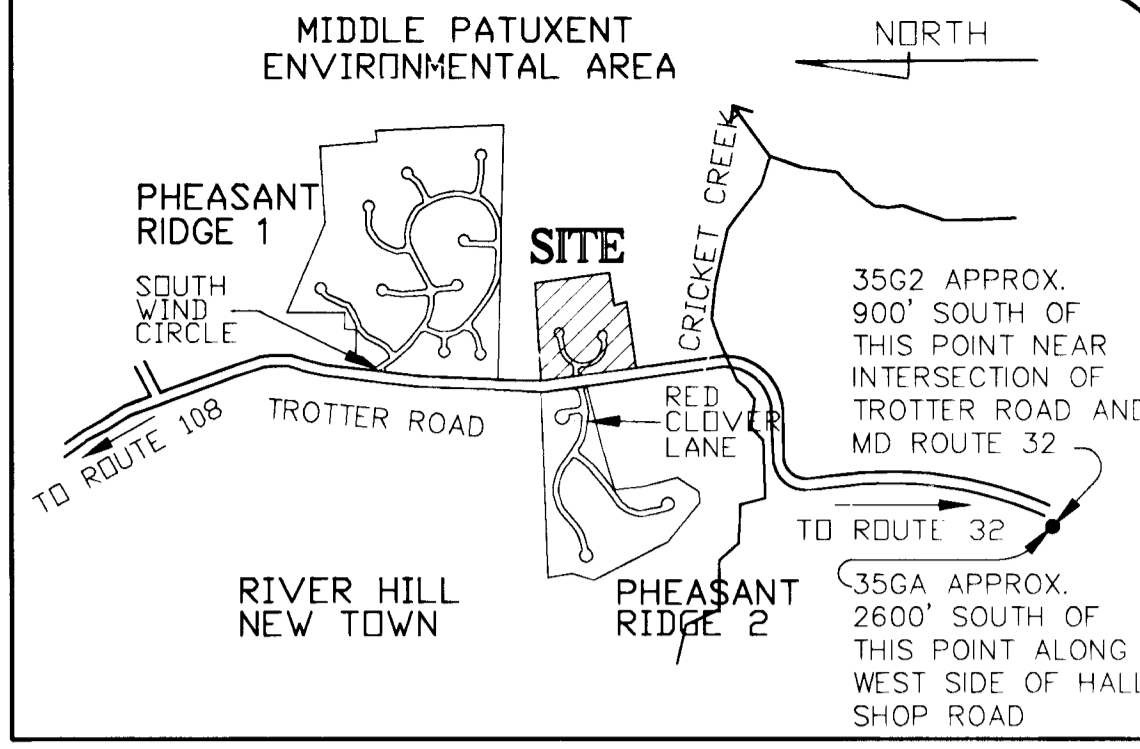 MIDDLE PATUXENT
ENVIRONMENTAL AREA
NORTH
PHEASANT
RIDGE 1
SOUTH
WIND
CIRCLE
SITE
CRICKET CREEK
35G2 APPROX.
900' SOUTH OF
THIS POINT NEAR
INTERSECTION OF
TROTTER ROAD AND
MD ROUTE 32
TO ROUTE 108
TROTTER ROAD
RED
CLOVER
LANE
TO ROUTE 32
RIVER HILL
NEW TOWN
PHEASANT
RIDGE 2
35GA APPROX.
2600' SOUTH OF
THIS POINT ALONG
WEST SIDE OF HALL
SHOP ROAD